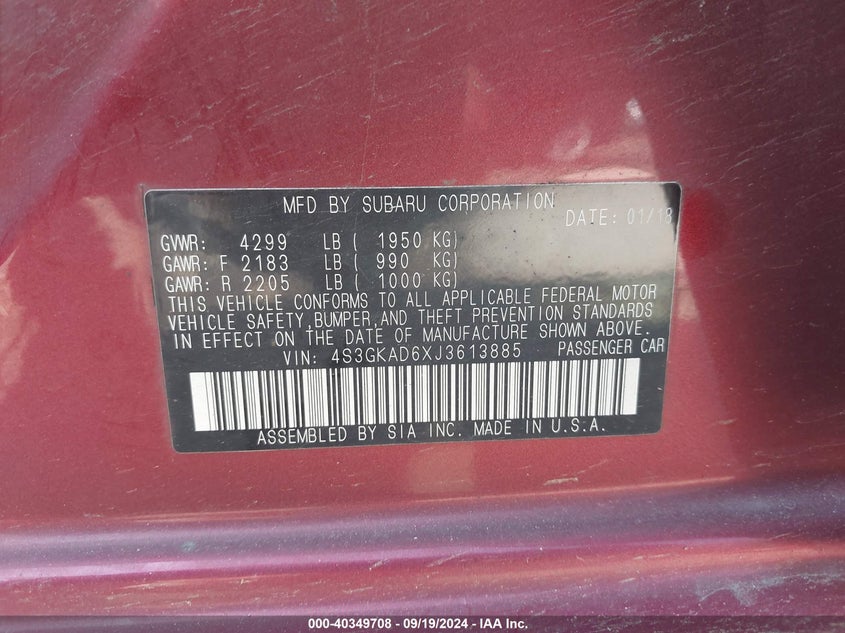 MFD BY SUBARU CORPORATION
DATE: 01/18
GVWR: 4299 LB ( 1950 KG)
GAWR: F 2183 LB ( 990 KG)
GAWR: R 2205 LB ( 1000 KG)
THIS VEHICLE CONFORMS TO ALL APPLICABLE FEDERAL MOTOR
VEHICLE SAFETY,BUMPER,AND THEFT PREVENTION STANDARDS
IN EFFECT ON THE DATE OF MANUFACTURE SHOWN ABOVE.
VIN: 4S3GKAD6XJ3613885 PASSENGER CAR
ASSEMBLED BY SIA INC. MADE IN U.S.A.
000-40349708 - 09/19/2024 - IAA Inc.